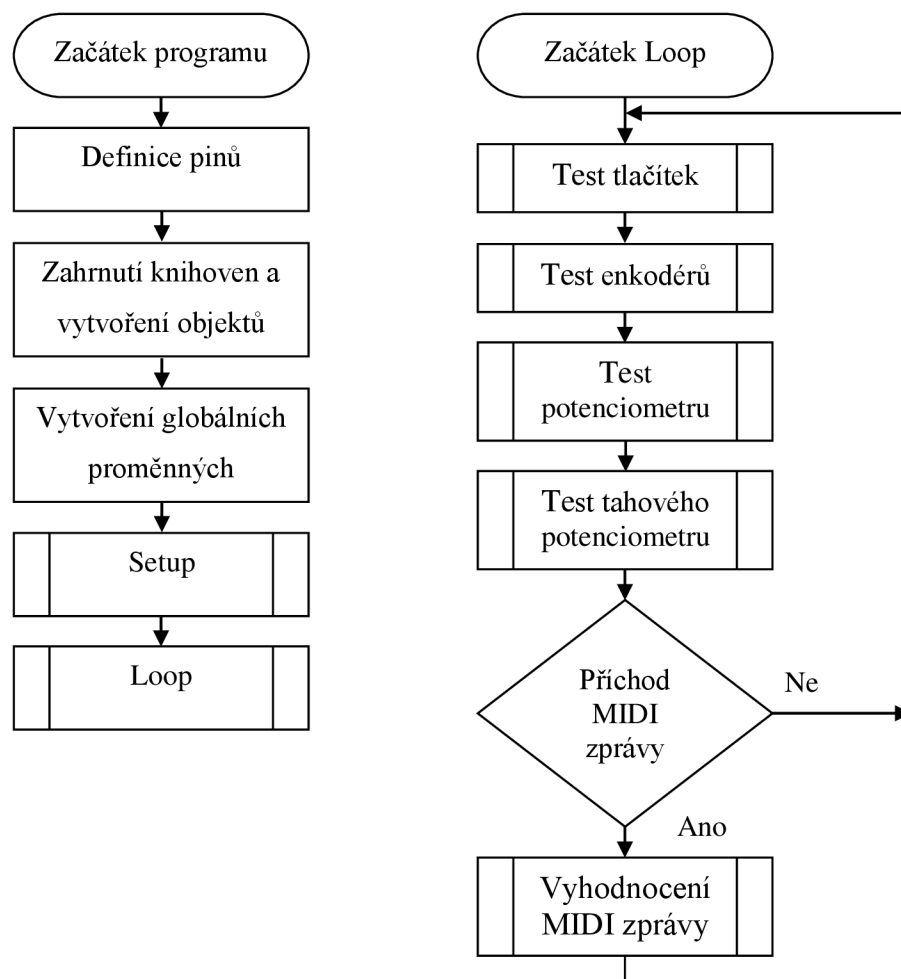 Začátek programu
Definice pinů
Zahrnutí knihoven a
vytvoření objektů
Vytvoření globálních
proměnných
Setup
Loop
Začátek Loop
Test tlačítek
Test enkodérů
Test
potenciometru
Test tahového
potenciometru
Příchod
MIDI
zprávy
Ne
Ano
Vyhodnocení
MIDI zprávy